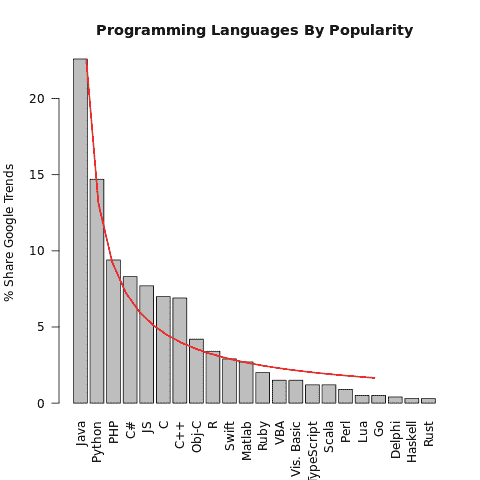 Programming Languages By Popularity
% Share Google Trends
20
15
10
5
0
Java
Python
PHP
C#
JS
C
C++
Obj-C
R
Swift
Matlab
Ruby
VBA
Vis. Basic
TypeScript
Scala
Perl
Lua
Go
Delphi
Haskell
Rust